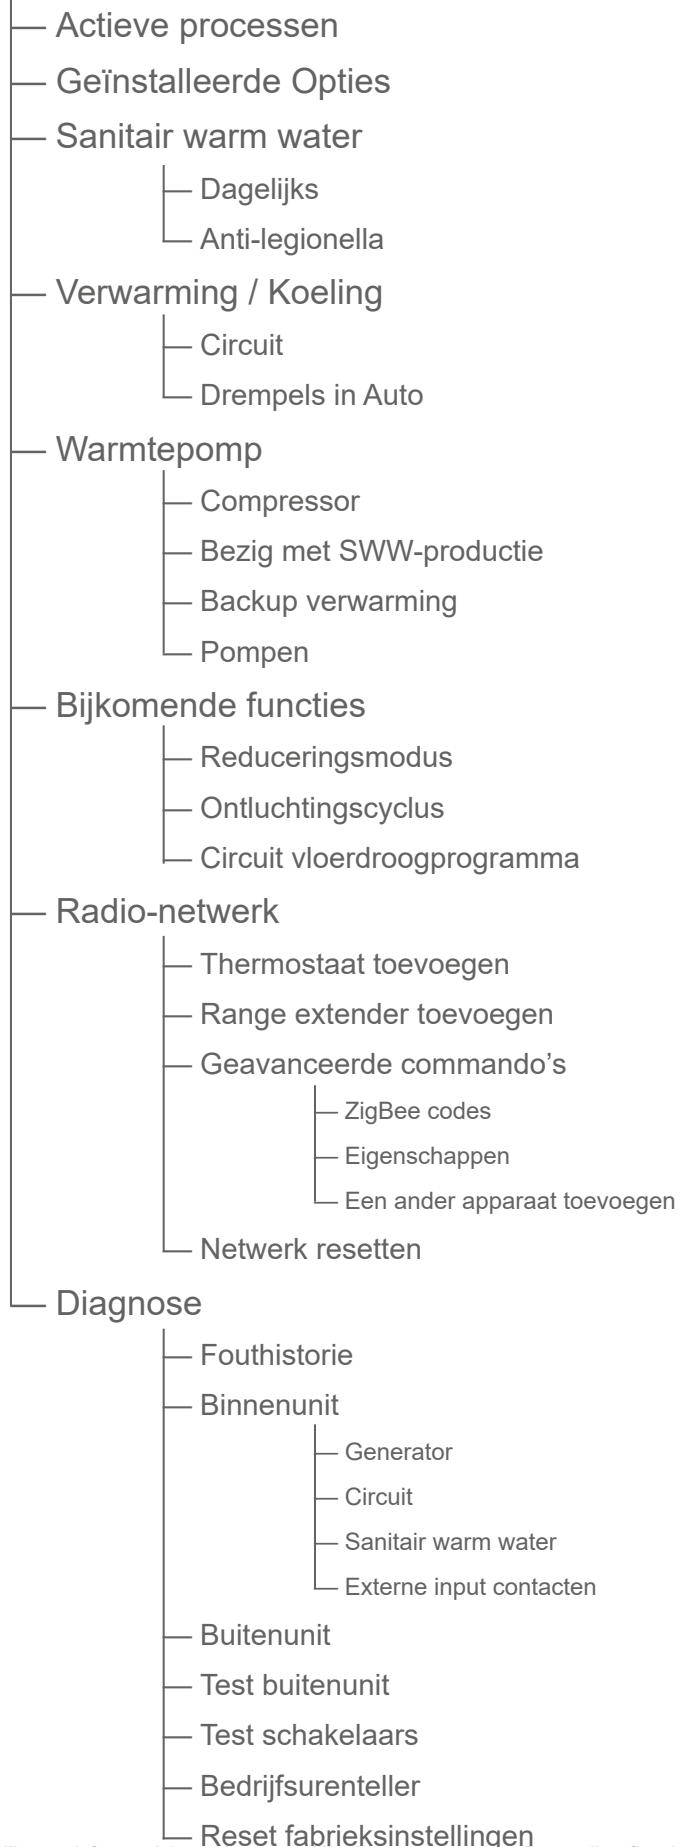 Actieve processen
Geïnstalleerde Opties
Sanitair warm water
Dagelijks
Anti-legionella
Verwarming / Koeling
Circuit
Drempels in Auto
Warmtepomp
Compressor
Bezig met SWW-productie
Backup verwarming
Pompen
Bijkomende functies
Reduceringsmodus
Ontluchtingscyclus
Circuit vloerdroogprogramma
Radio-netwerk
Thermostaat toevoegen
Range extender toevoegen
Geavanceerde commando’s
ZigBee codes
Eigenschappen
Een ander apparaat toevoegen
Netwerk resetten
Diagnose
Fouthistorie
Binnenunit
Generator
Circuit
Sanitair warm water
Externe input contacten
Buitenunit
Test buitenunit
Test schakelaars
Bedrijfsurenteller
Reset fabrieksinstellingen